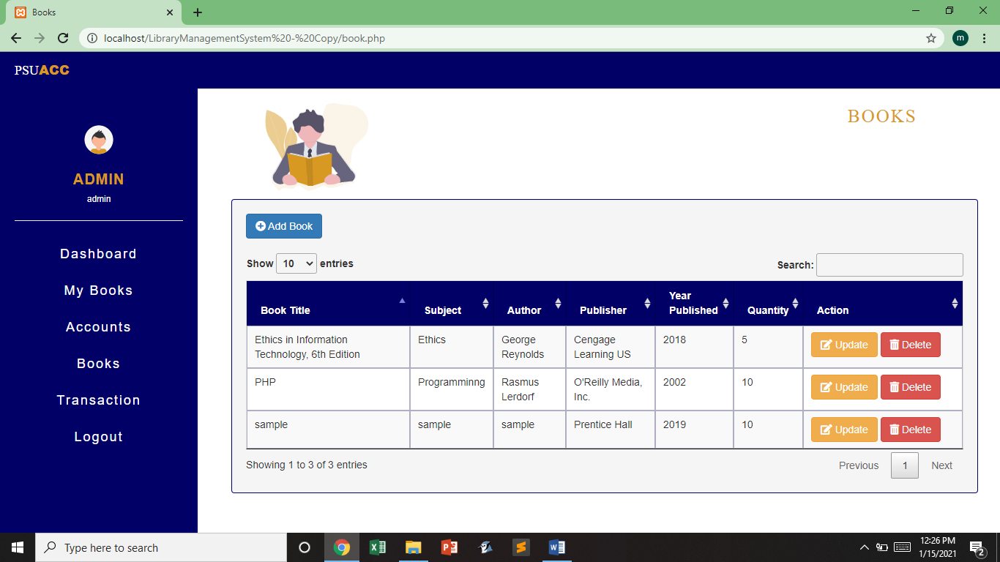 Books
localhost/LibraryManagementSystem%20-%20Copy/book.php
m
PSUACC
ADMIN
admin
Dashboard
My Books
Accounts
Books
Transaction
Logout
BOOKS
Add Book
Show 10 entries
Search:
Book Title Subject Author Publisher Year Published Quantity Action
Ethics in Information Technology, 6th Edition Ethics George Reynolds Cengage Learning US 2018 5 Update Delete
PHP Programminng Rasmus Lerdorf O'Reilly Media, Inc. 2002 10 Update Delete
sample sample sample Prentice Hall 2019 10 Update Delete
Showing 1 to 3 of 3 entries
Previous 1 Next
Type here to search
12:26 PM
1/15/2021
2